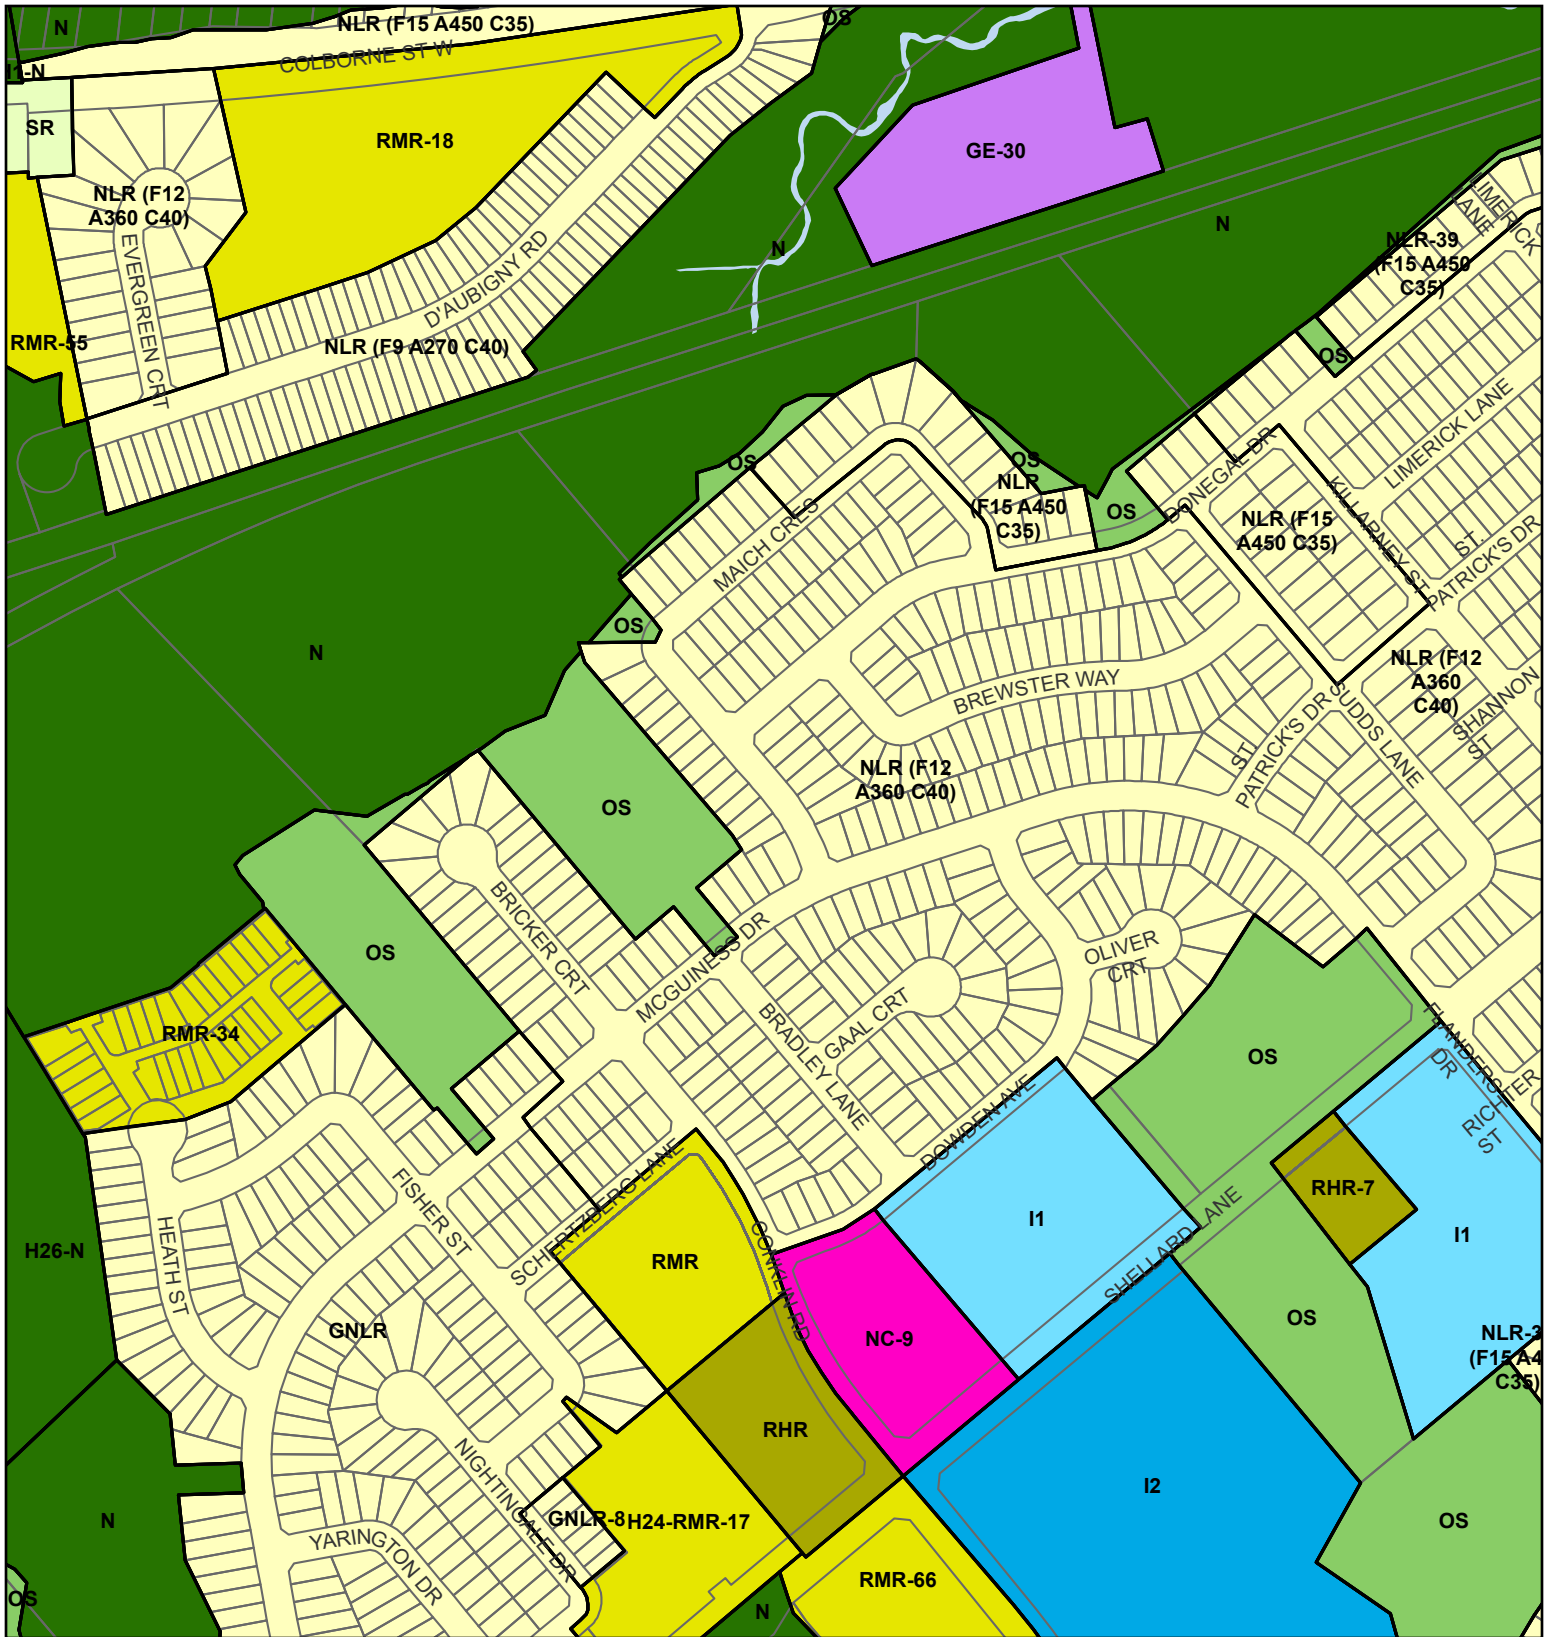 N
NLR (F15 A450 C35)
OS
COLBORNE ST W
I1-N
SR
RMR-18
GE-30
NLR (F12
A360 C40)
LIMERICK
LANE
N
N
NLR-39
(F15 A450
C35)
EVERGREEN CRT
D'AUBIGNY RD
RMR-55
NLR (F9 A270 C40)
OS
LIMERICK LANE
DONEGAL DR
OS
OS
NLR
(F15 A450
C35)
OS
MAICH CRES
NLR (F15
A450 C35)
KILLARNEY ST
ST.
PATRICK'S DR
OS
N
NLR (F12
A360
C40)
BREWSTER WAY
SHANNON
ST
SUDDS LANE
ST.
PATRICK'S DR
NLR (F12
A360 C40)
OS
BRICKER CRT
OS
MCGUINESS DR
OLIVER
CRT
GAAL CRT
BRADLEY LANE
RMR-34
OS
FLANDERS
DR
RICHTER
ST
DOWDEN AVE
SCHERTZBERG LANE
FISHER ST
SHELLARD LANE
RHR-7
I1
I1
HEATH ST
H26-N
RMR
CONKLIN RD
NC-9
OS
GNLR
NLR-3
(F15 A4
C35)
RHR
NIGHTINGALE DR
I2
N
GNLR-8
H24-RMR-17
OS
YARINGTON DR
RMR-66
OS
N